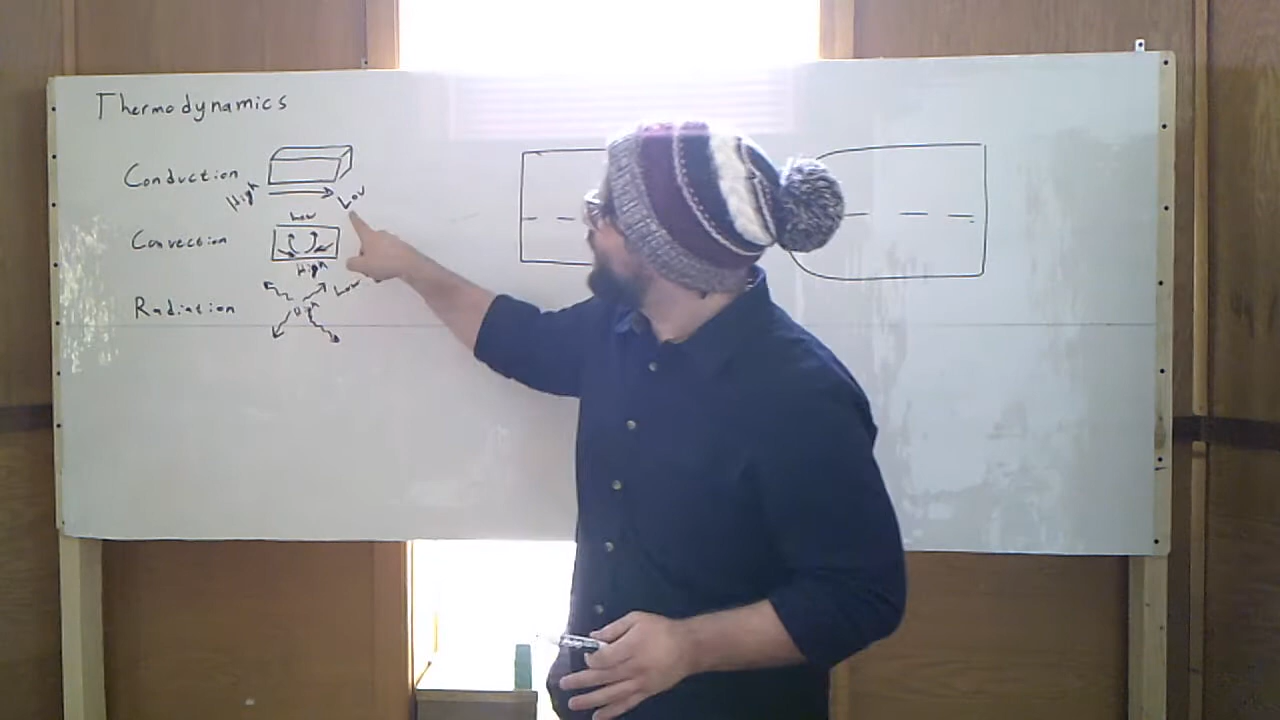 Thermodynamics
Conduction
High
Low
Convection
Low
High
Radiation
Low